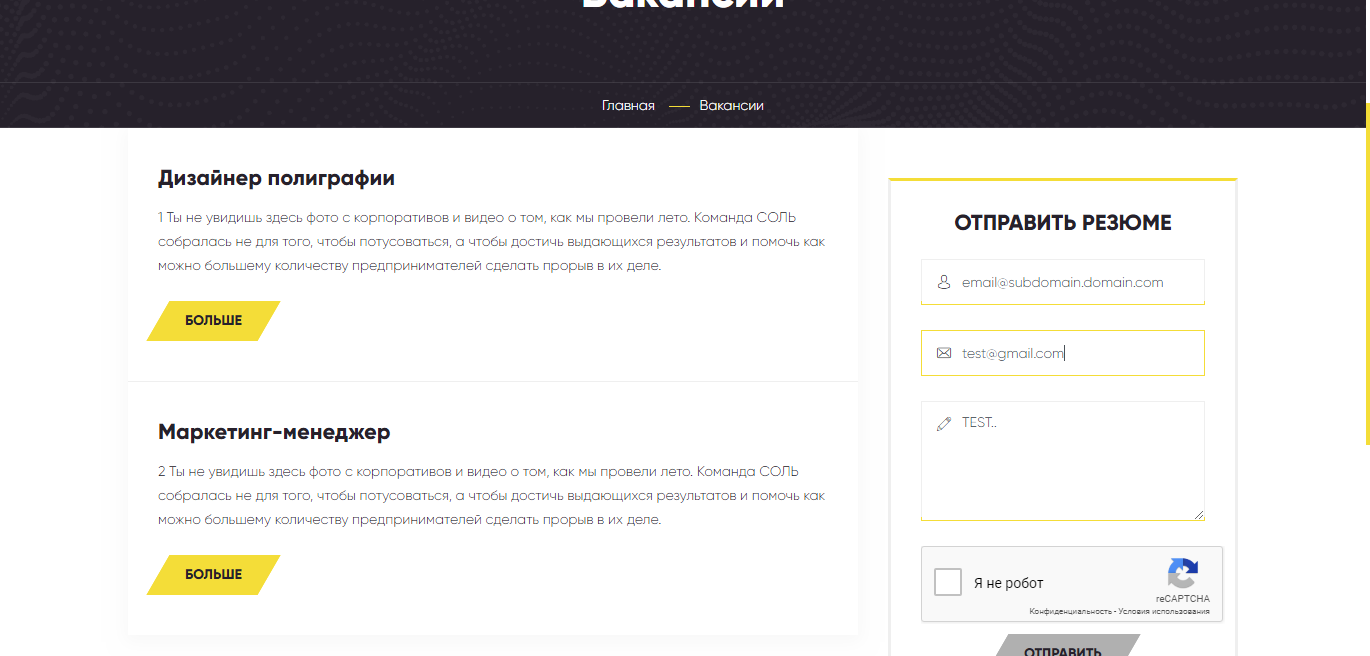 Вакансии
Главная
Вакансии
Дизайнер полиграфии
1 Ты не увидишь здесь фото с корпоративов и видео о том, как мы провели лето. Команда СОЛЬ
собралась не для того, чтобы потусоваться, а чтобы достичь выдающихся результатов и помочь как
можно большему количеству предпринимателей сделать прорыв в их деле.
БОЛЬШЕ
Маркетинг-менеджер
2 Ты не увидишь здесь фото с корпоративов и видео о том, как мы провели лето. Команда СОЛЬ
собралась не для того, чтобы потусоваться, а чтобы достичь выдающихся результатов и помочь как
можно большему количеству предпринимателей сделать прорыв в их деле.
БОЛЬШЕ
ОТПРАВИТЬ РЕЗЮМЕ
email@subdomain.domain.com
test@gmail.com
TEST..
Я не робот
reCAPTCHA
Конфиденциальность - Условия использования
ОТПРАВИТЬ